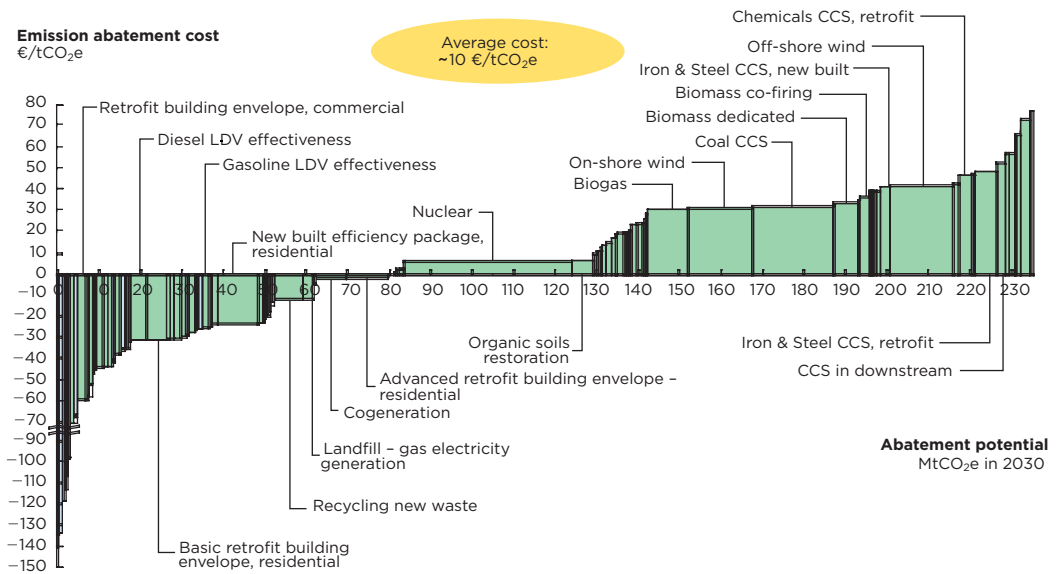 Emission abatement cost
€/tCO₂e
Average cost:
~10 €/tCO₂e
Chemicals CCS, retrofit
Off-shore wind
Iron & Steel CCS, new built
Biomass co-firing
Biomass dedicated
Coal CCS
On-shore wind
Biogas
Retrofit building envelope, commercial
Diesel LDV effectiveness
Gasoline LDV effectiveness
Nuclear
New built efficiency package,
residential
80
70
60
50
40
30
20
10
0
−10
−20
−30
−40
−50
−60
−70
−90
−100
−110
−120
−130
−140
−150
0 10 20 30 40 50 60 70 80 90 100 110 120 130 140 150 160 170 180 190 200 210 220 230
Organic soils
restoration
Iron & Steel CCS, retrofit
CCS in downstream
Advanced retrofit building envelope –
residential
Cogeneration
Landfill – gas electricity
generation
Recycling new waste
Basic retrofit building
envelope, residential
Abatement potential
MtCO₂e in 2030